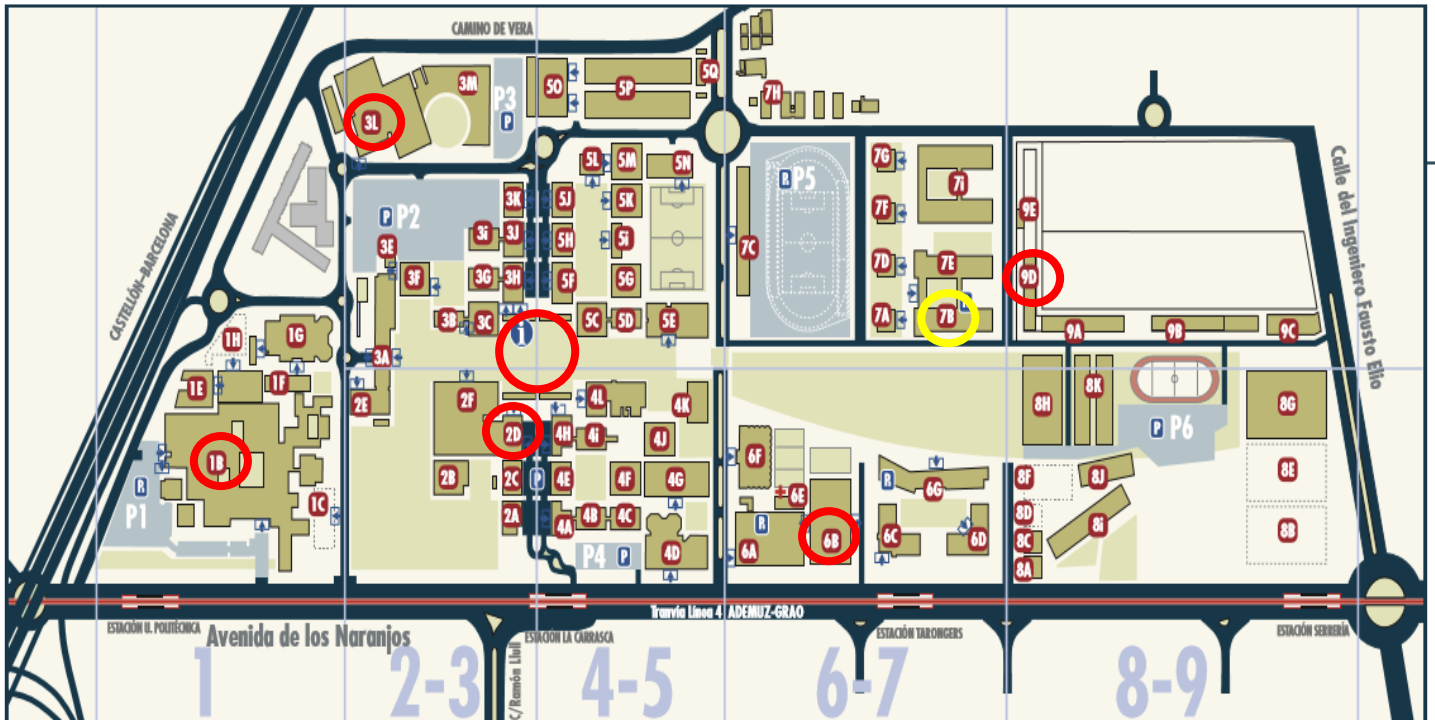 CAMINO DE VERA
3M
5O
5P
5Q
7H
P3
P
3L
CASTELLÓN-BARCELONA
Calle del Ingeniero Fausto Elio
5L
5M
5N
7G
7i
R P5
P P2
3K
5J
5K
7F
9E
3i
3J
5H
5i
7C
3E
3F
3G
3H
5F
5G
7D
7E
9D
3B
3C
5C
5D
5E
7A
7B
9A
9B
9C
i
1H
1G
3A
1E
1F
2E
2F
4L
4K
8H
8K
8G
P P6
2D
4H
4i
4J
1B
2B
2C
P
4E
4F
4G
6F
R
6G
8F
8J
8E
R
P1
1C
2A
4A
4B
4C
4D
6E
R
6A
6B
6C
6D
8D
8C
8i
8B
8A
P4 P
Tranvia Linea 4 ADEMUZ-GRAO
ESTACIÓN U. POLITÉCNICA
Avenida de los Naranjos
C/Ramón Llull
ESTACIÓN LA CARRASCA
ESTACIÓN TARONGERS
ESTACIÓN SERRERÍA
1
2-3
4-5
6-7
8-9